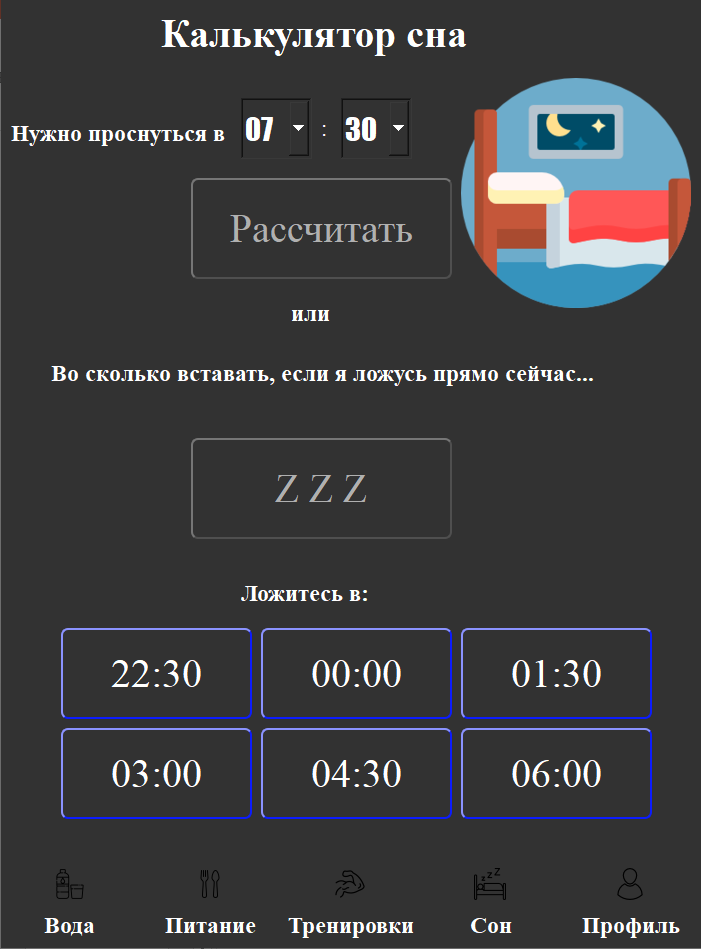 Калькулятор сна
Нужно проснуться в 07 : 30
Рассчитать
или
Во сколько вставать, если я ложусь прямо сейчас...
Z Z Z
Ложитесь в:
22:30 00:00 01:30
03:00 04:30 06:00
z z Z
Вода Питание Тренировки Сон Профиль